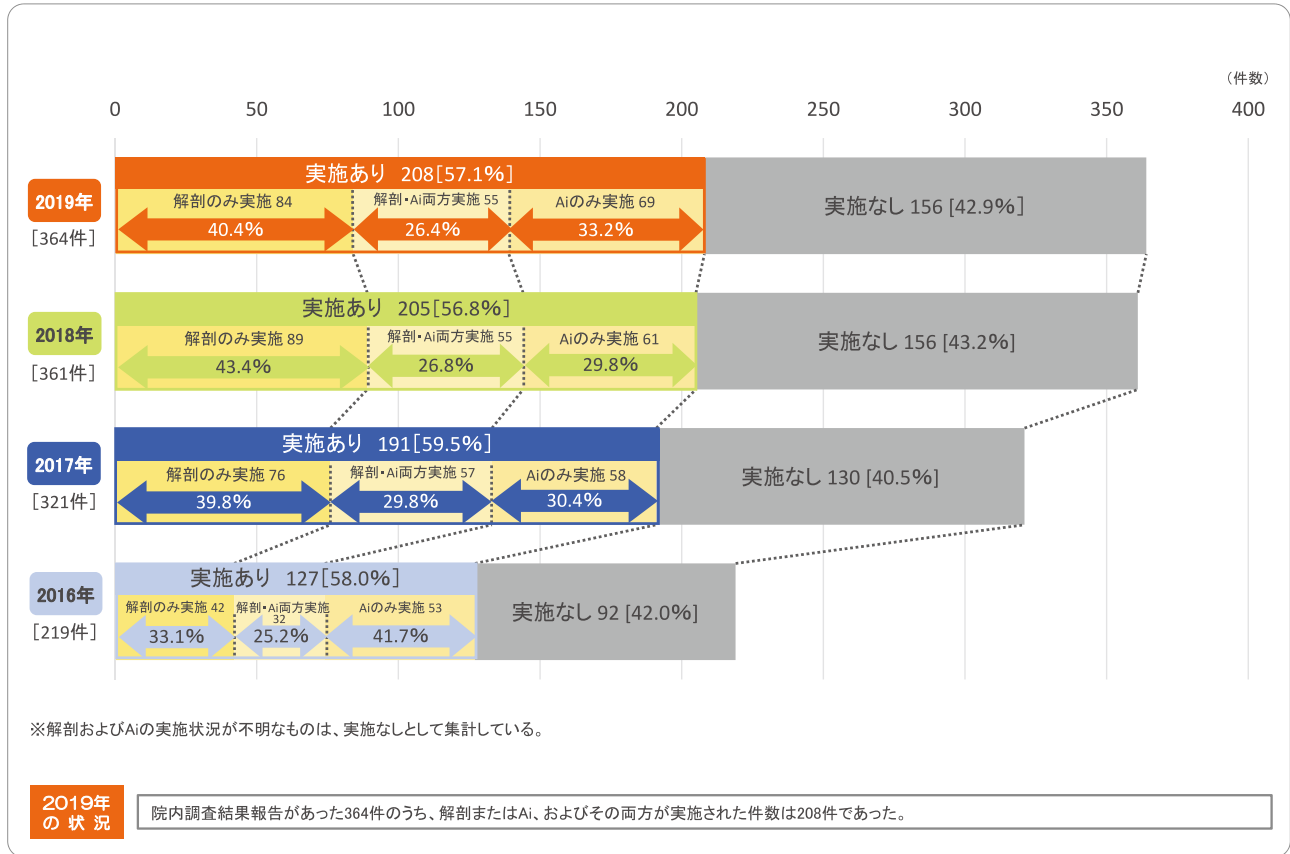 (件数)
0 50 100 150 200 250 300 350 400
2019年
[364件]
実施あり 208[57.1%]
解剖のみ実施 84
解剖・Ai両方実施 55
Aiのみ実施 69
40.4%
26.4%
33.2%
実施なし 156 [42.9%]
2018年
[361件]
実施あり 205[56.8%]
解剖のみ実施 89
解剖・Ai両方実施 55
Aiのみ実施 61
43.4%
26.8%
29.8%
実施なし 156 [43.2%]
2017年
[321件]
実施あり 191[59.5%]
解剖のみ実施 76
解剖・Ai両方実施 57
Aiのみ実施 58
39.8%
29.8%
30.4%
実施なし 130 [40.5%]
2016年
[219件]
実施あり 127[58.0%]
解剖のみ実施 42
解剖・Ai両方実施
32
Aiのみ実施 53
33.1%
25.2%
41.7%
実施なし 92 [42.0%]
※解剖およびAiの実施状況が不明なものは、実施なしとして集計している。
2019年
の 状 況
院内調査結果報告があった364件のうち、解剖またはAi、およびその両方が実施された件数は208件であった。